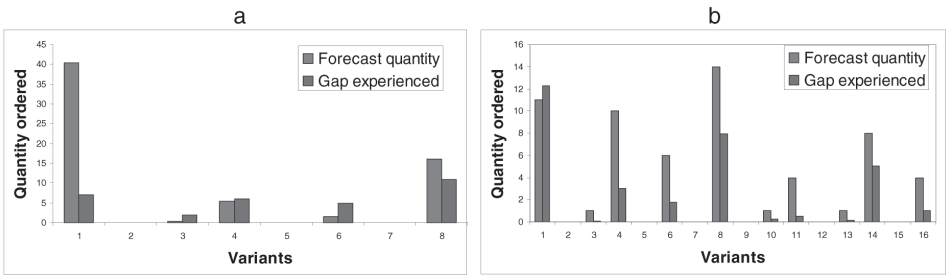 a
45
40
35
30
25
20
15
10
5
0
Quantity ordered
Forecast quantity
Gap experienced
1 2 3 4 5 6 7 8
Variants
b
16
14
12
10
8
6
4
2
0
Quantity ordered
Forecast quantity
Gap experienced
1 2 3 4 5 6 7 8 9 10 11 12 13 14 15 16
Variants